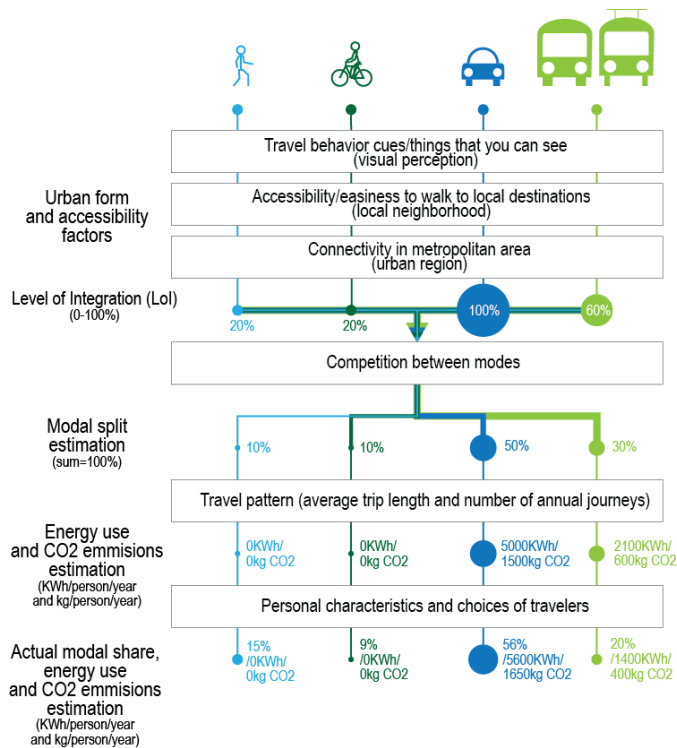 Travel behavior cues/things that you can see
(visual perception)
Urban form
and accessibility
factors
Accessibility/easiness to walk to local destinations
(local neighborhood)
Connectivity in metropolitan area
(urban region)
Level of Integration (LoI)
(0-100%)
20%
20%
100%
60%
Competition between modes
Modal split
estimation
(sum=100%)
10%
10%
50%
30%
Travel pattern (average trip length and number of annual journeys)
Energy use
and CO2 emmisions
estimation
(KWh/person/year
and kg/person/year)
0KWh/
0kg CO2
0KWh/
0kg CO2
5000KWh/
1500kg CO2
2100KWh/
600kg CO2
Personal characteristics and choices of travelers
Actual modal share,
energy use
and CO2 emmisions
estimation
(KWh/person/year
and kg/person/year)
15%
/0KWh/
0kg CO2
9%
/0KWh/
0kg CO2
56%
/5600KWh/
1650kg CO2
20%
/1400KWh/
400kg CO2